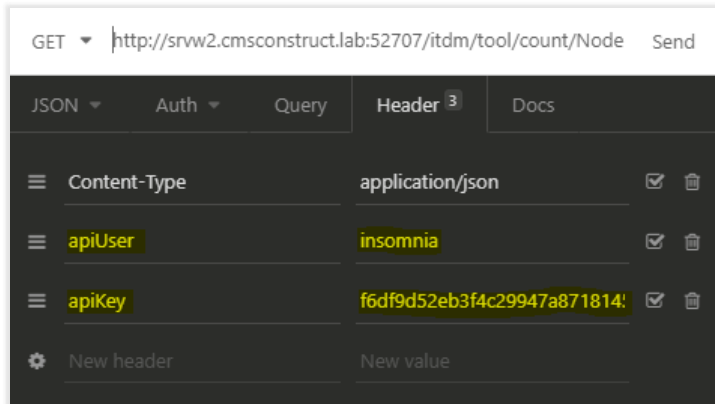 GET http://srvw2.cmsconstruct.lab:52707/itdm/tool/count/Node Send
JSON Auth Query Header 3 Docs
Content-Type application/json
apiUser insomnia
apiKey f6df9d52eb3f4c29947a871814
New header New value